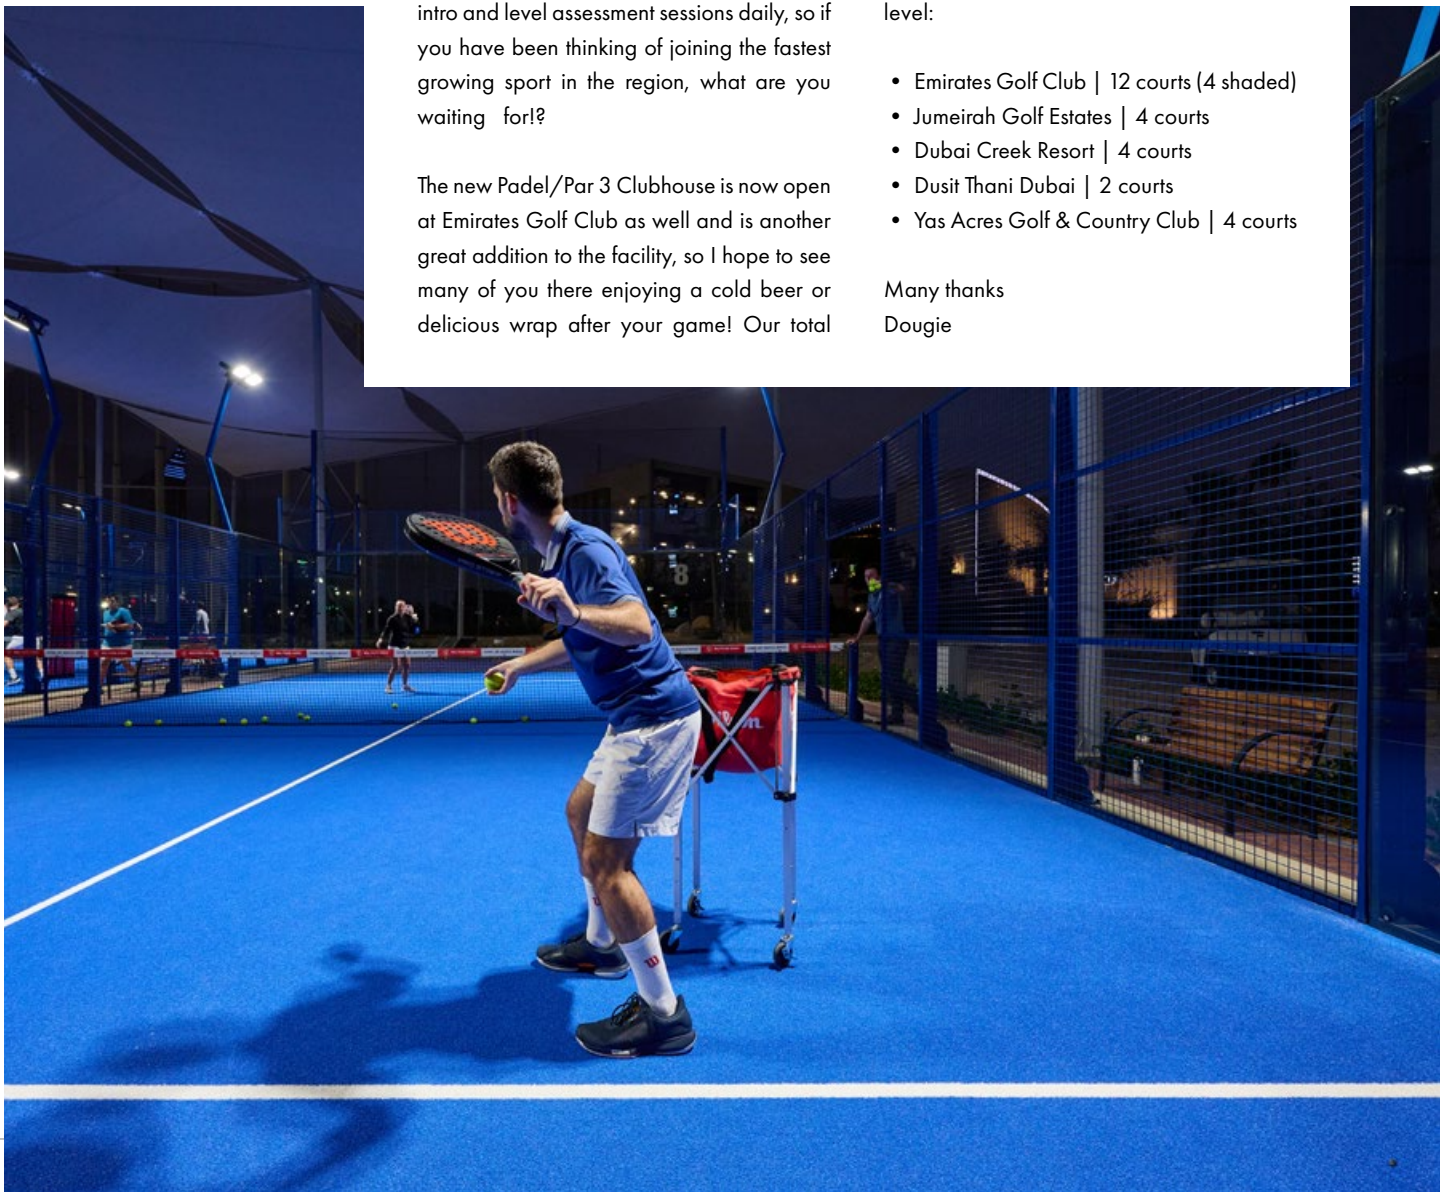 intro and level assessment sessions daily, so if
you have been thinking of joining the fastest
growing sport in the region, what are you
waiting for!?
The new Padel/Par 3 Clubhouse is now open
at Emirates Golf Club as well and is another
great addition to the facility, so I hope to see
many of you there enjoying a cold beer or
delicious wrap after your game! Our total
level:
• Emirates Golf Club | 12 courts (4 shaded)
• Jumeirah Golf Estates | 4 courts
• Dubai Creek Resort | 4 courts
• Dusit Thani Dubai | 2 courts
• Yas Acres Golf & Country Club | 4 courts
Many thanks
Dougie
8